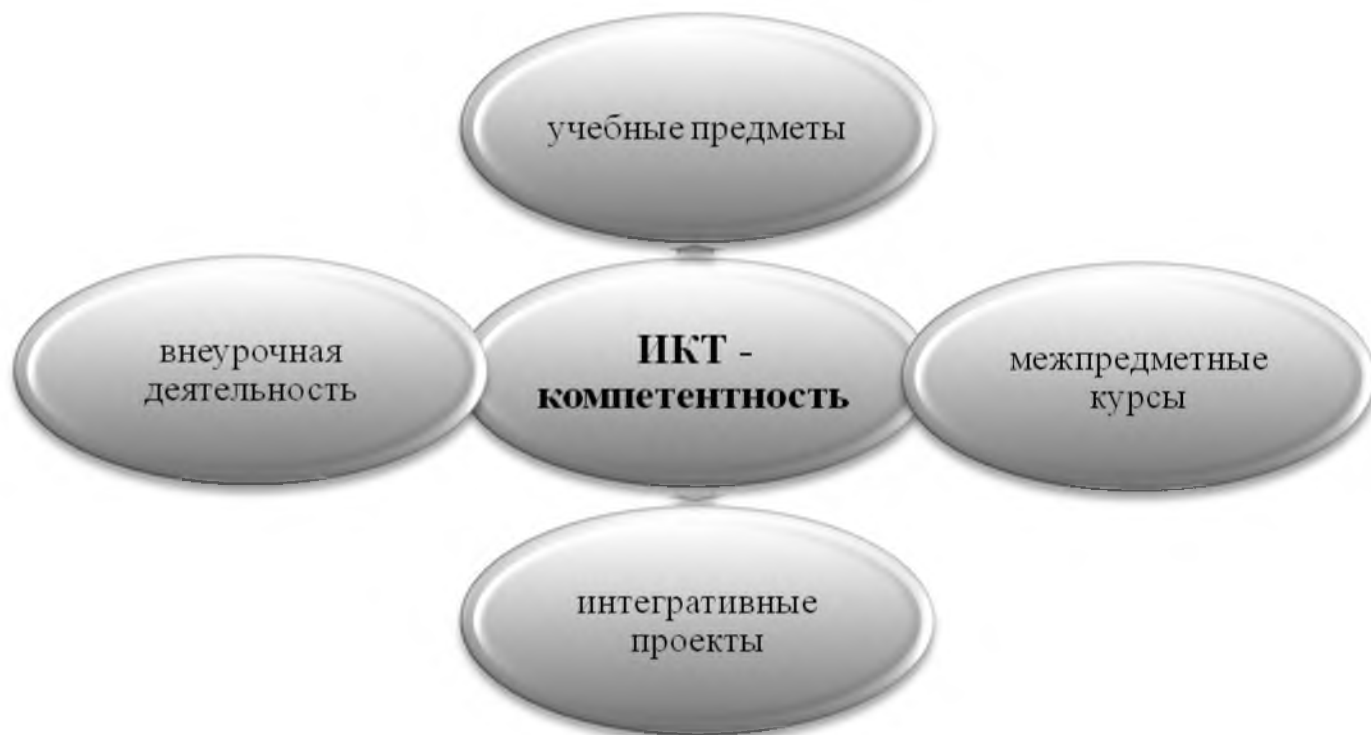 учебные предметы
внеурочная
деятельность
ИКТ -
компетентность
межпредметные
курсы
интегративные
проекты